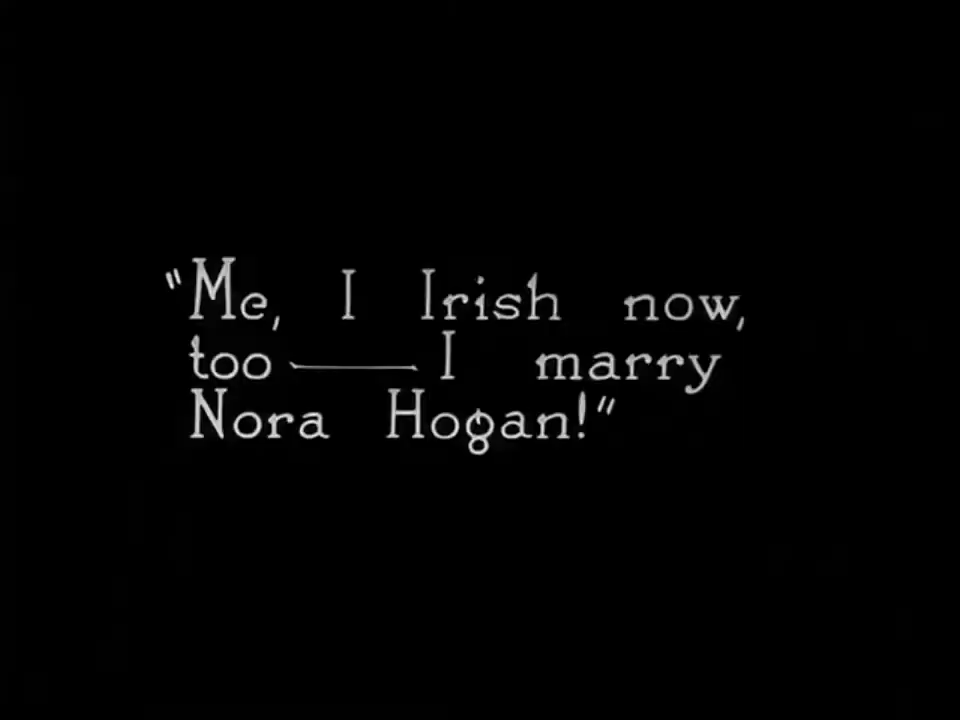 "Me, I Irish now,
too — I marry
Nora Hogan!"